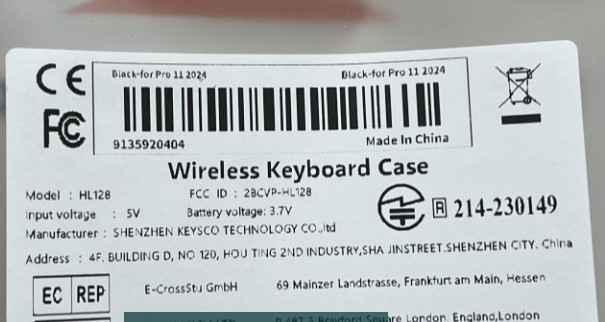 CE
Black-for Pro 11 2024 Black-for Pro 11 2024
FC
9135920404 Made In China
Wireless Keyboard Case
Model : HL128 FCC ID : 2BCVP-HL128
Input voltage : 5V Battery voltage: 3.7V
R 214-230149
Manufacturer : SHENZHEN KEYSCO TECHNOLOGY CO.,ltd
Address : 4F, BUILDING D, NO 120, HOU TING 2ND INDUSTRY,SHA JINSTREET.SHENZHEN CITY. China
EC REP E-CrossStu GmbH 69 Mainzer Landstrasse, Frankfurt am Main, Hessen
London, England,London